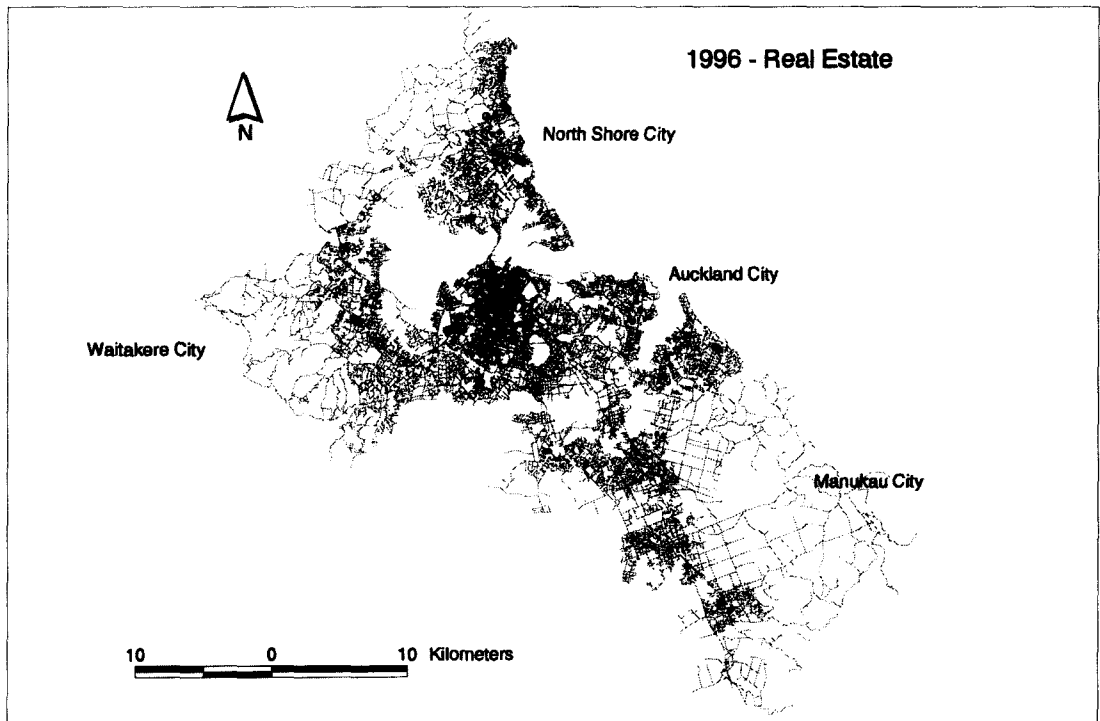 1996 - Real Estate
N
North Shore City
Auckland City
Waitakere City
Manukau City
10 0 10 Kilometers